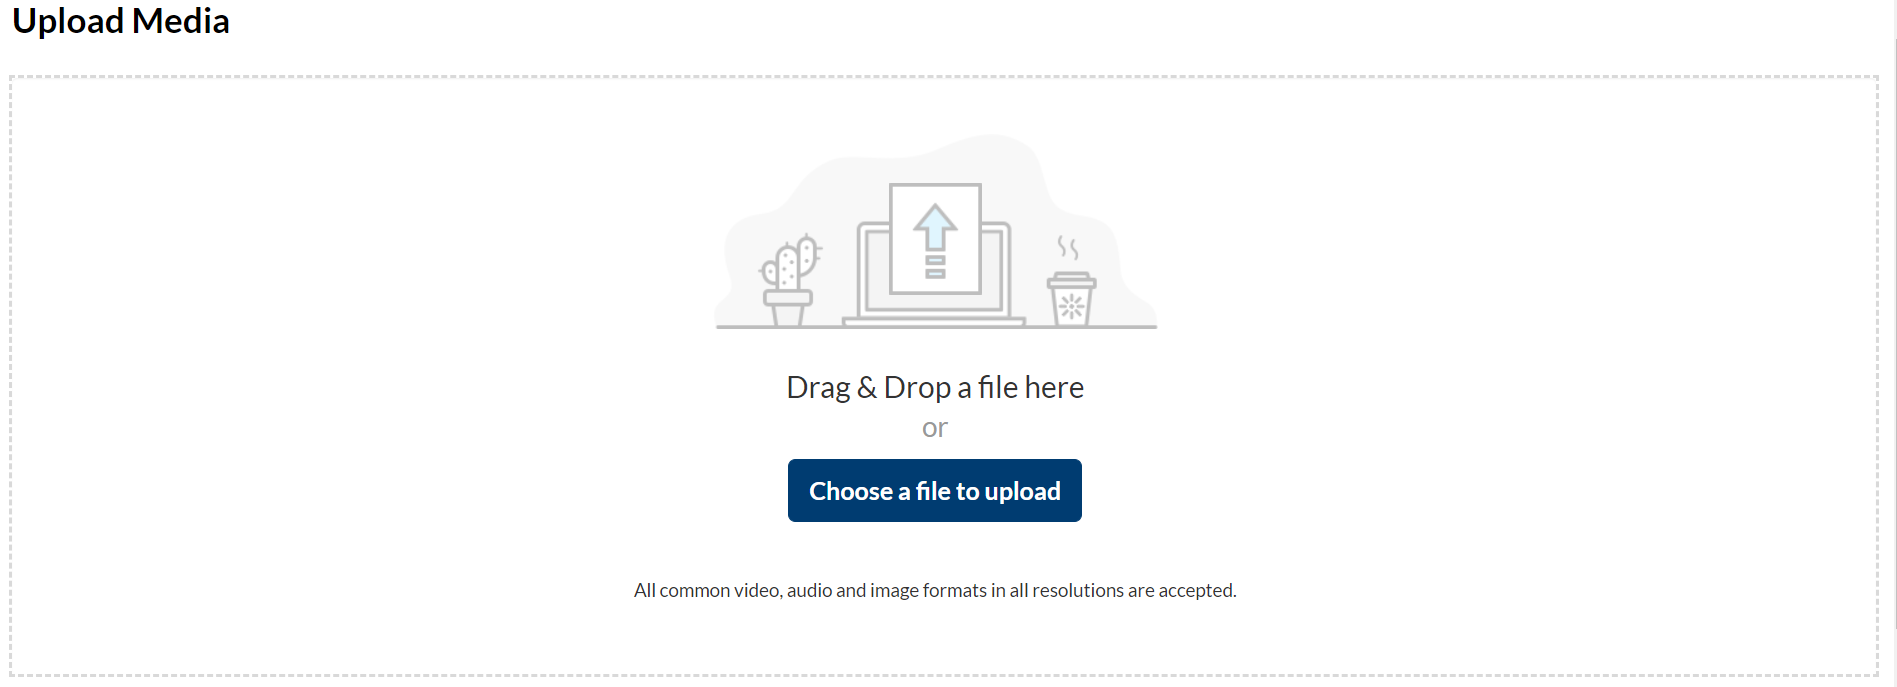 Upload Media
Drag & Drop a file here
or
Choose a file to upload
All common video, audio and image formats in all resolutions are accepted.